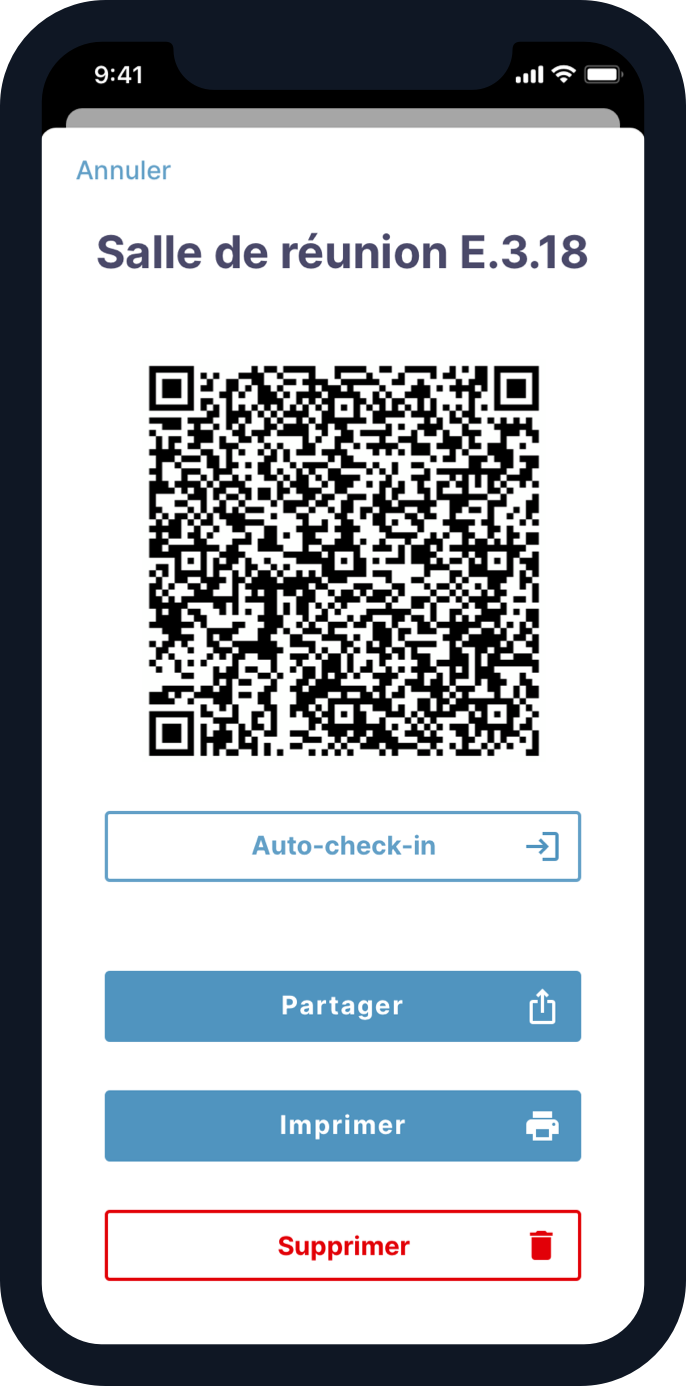 9:41
Annuler
Salle de réunion E.3.18
Auto-check-in
Partager
Imprimer
Supprimer